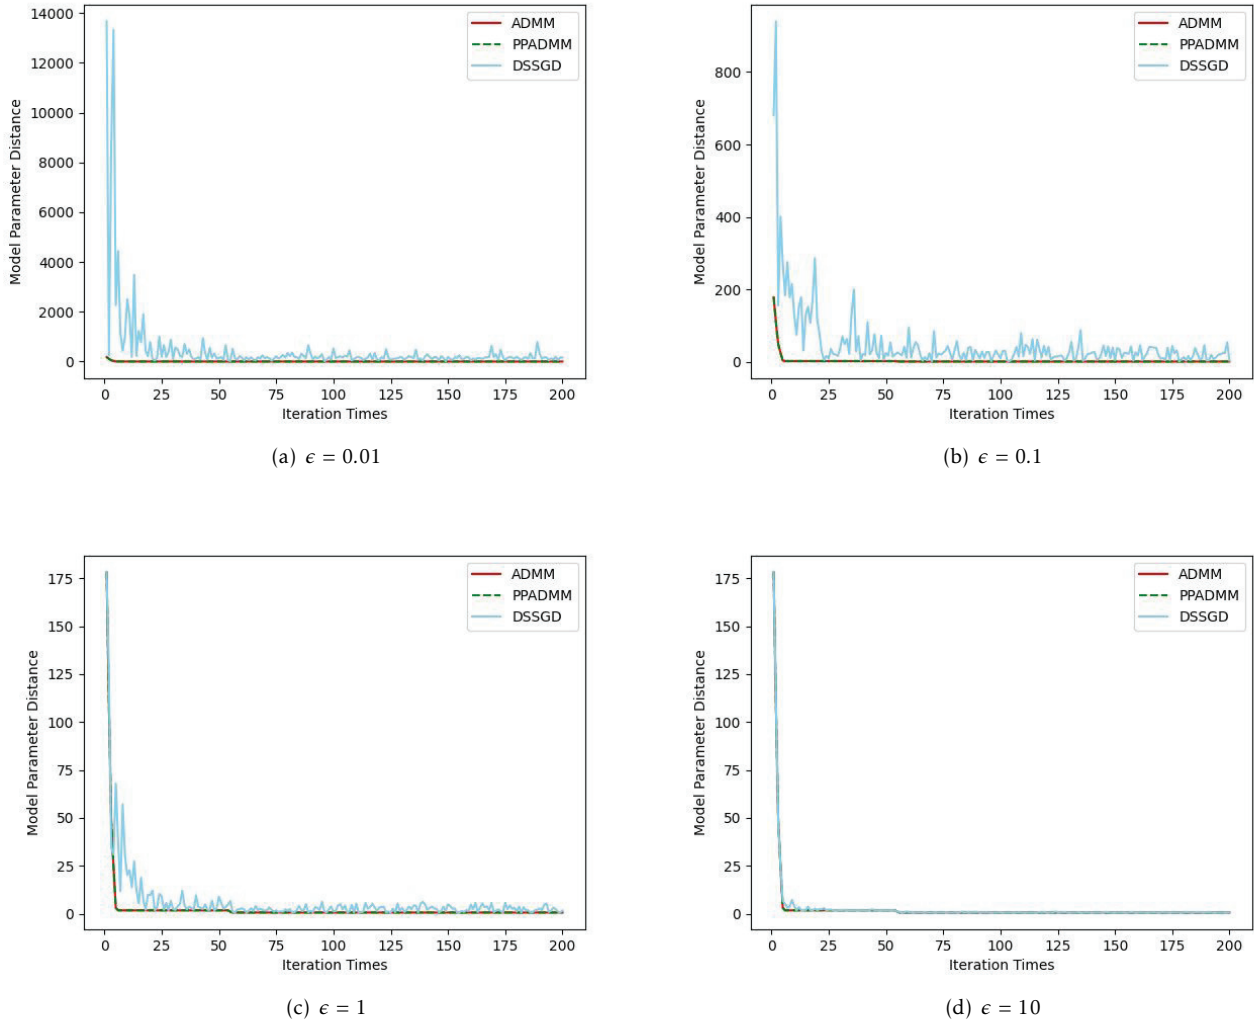 14000
12000
10000
8000
6000
4000
2000
0
Model Parameter Distance
ADMM
PPADMM
DSSGD
0 25 50 75 100 125 150 175 200
Iteration Times
(a) ϵ = 0.01
800
600
400
200
0
Model Parameter Distance
ADMM
PPADMM
DSSGD
0 25 50 75 100 125 150 175 200
Iteration Times
(b) ϵ = 0.1
175
150
125
100
75
50
25
0
Model Parameter Distance
ADMM
PPADMM
DSSGD
0 25 50 75 100 125 150 175 200
Iteration Times
(c) ϵ = 1
175
150
125
100
75
50
25
0
Model Parameter Distance
ADMM
PPADMM
DSSGD
0 25 50 75 100 125 150 175 200
Iteration Times
(d) ϵ = 10